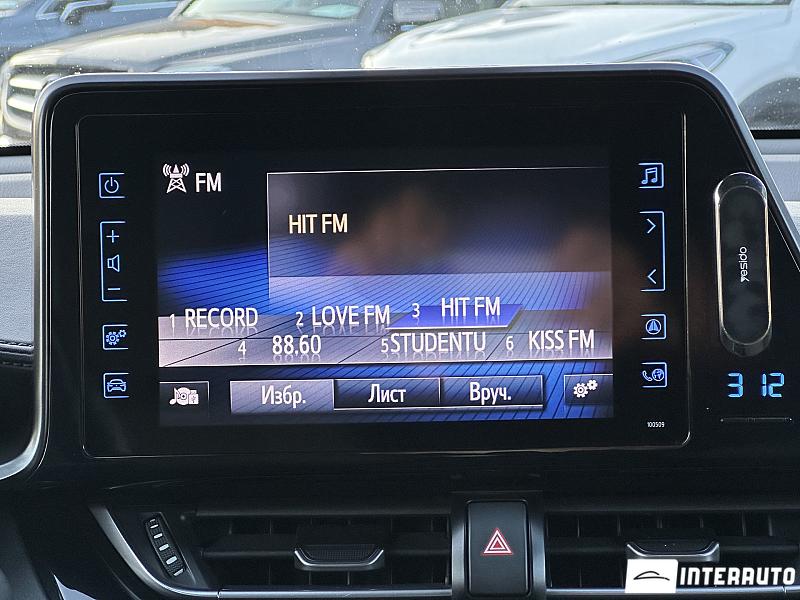 FM
HIT FM
1 RECORD 2 LOVE FM 3 HIT FM
4 88.60 5 STUDENTU 6 KISS FM
Избр. Лист Вруч.
yesido
3 12
100509
INTERAUTO